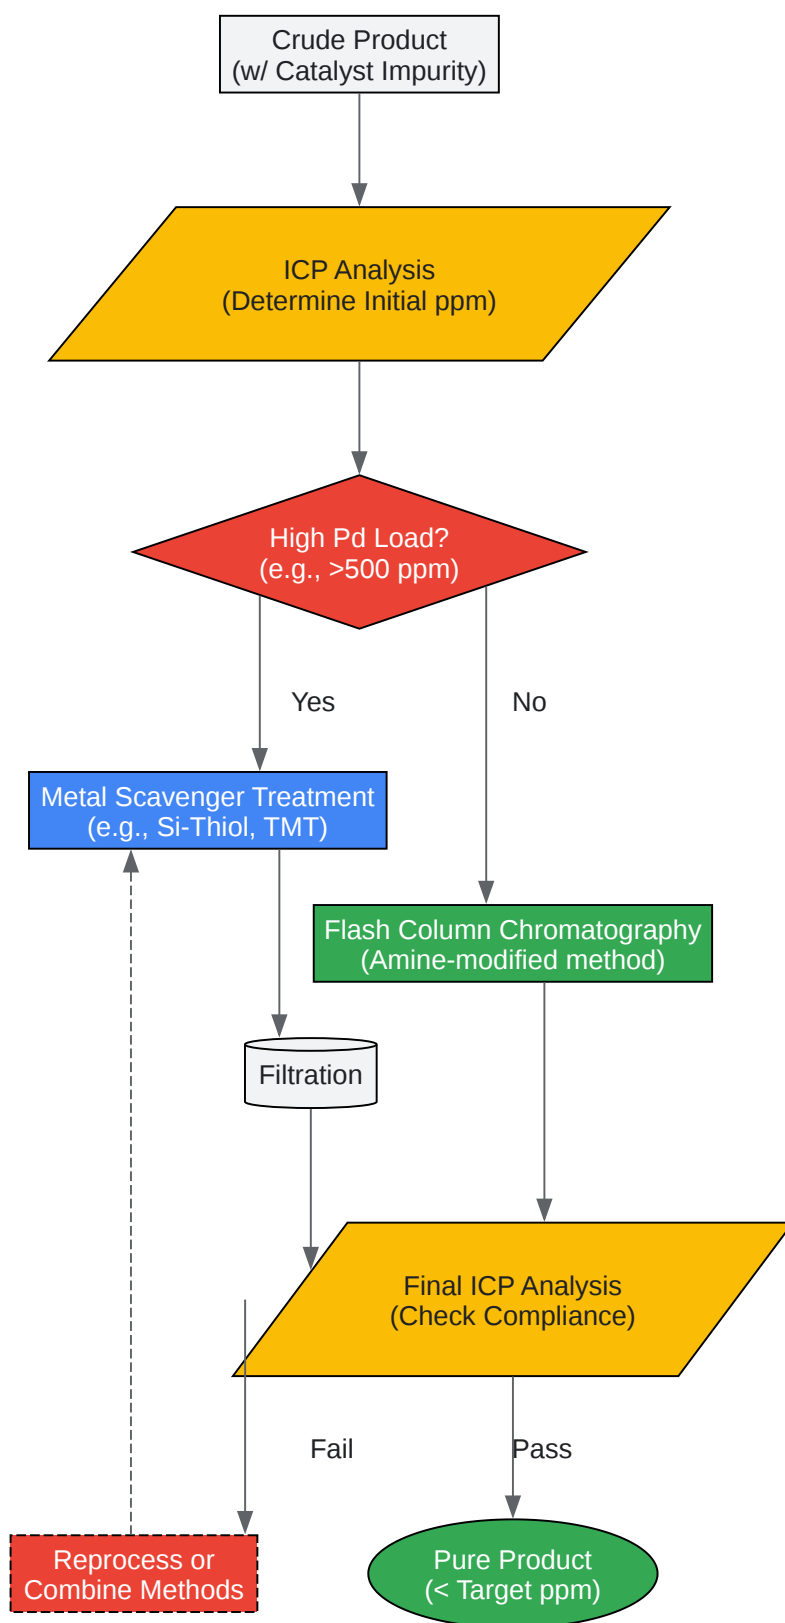 Crude Product
(w/ Catalyst Impurity)
ICP Analysis
(Determine Initial ppm)
High Pd Load?
(e.g., >500 ppm)
Yes
No
Metal Scavenger Treatment
(e.g., Si-Thiol, TMT)
Flash Column Chromatography
(Amine-modified method)
Filtration
Final ICP Analysis
(Check Compliance)
Fail
Pass
Reprocess or
Combine Methods
Pure Product
(< Target ppm)